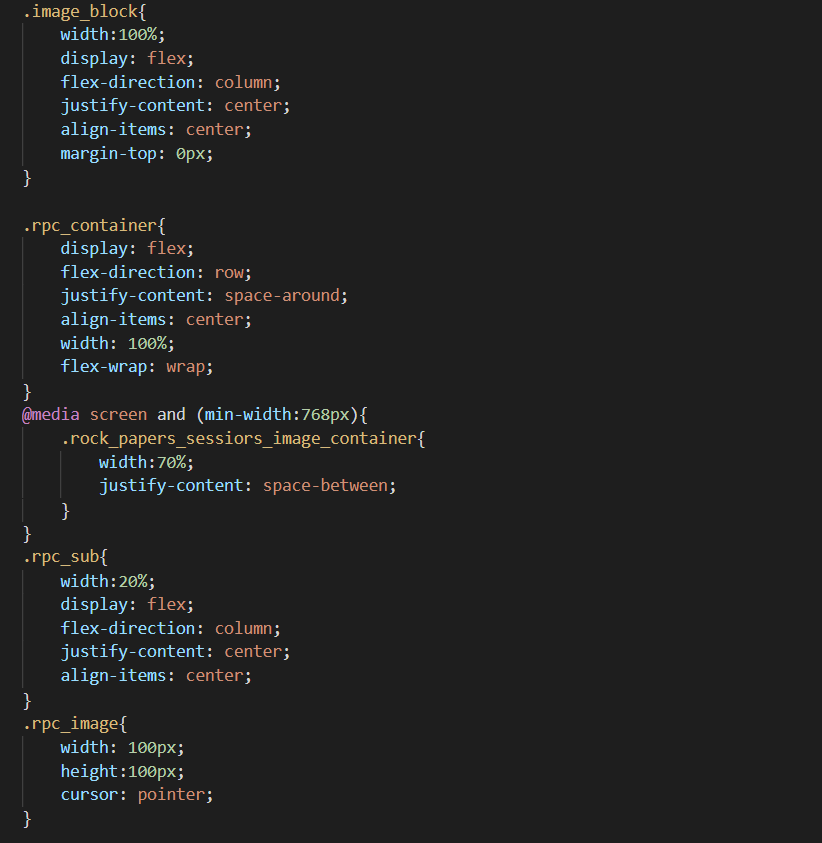 .image_block{
    width:100%;
    display: flex;
    flex-direction: column;
    justify-content: center;
    align-items: center;
    margin-top: 0px;
}

.rpc_container{
    display: flex;
    flex-direction: row;
    justify-content: space-around;
    align-items: center;
    width: 100%;
    flex-wrap: wrap;
}
@media screen and (min-width:768px){
    .rock_papers_sessiors_image_container{
        width:70%;
        justify-content: space-between;
    }
}
.rpc_sub{
    width:20%;
    display: flex;
    flex-direction: column;
    justify-content: center;
    align-items: center;
}
.rpc_image{
    width: 100px;
    height:100px;
    cursor: pointer;
}